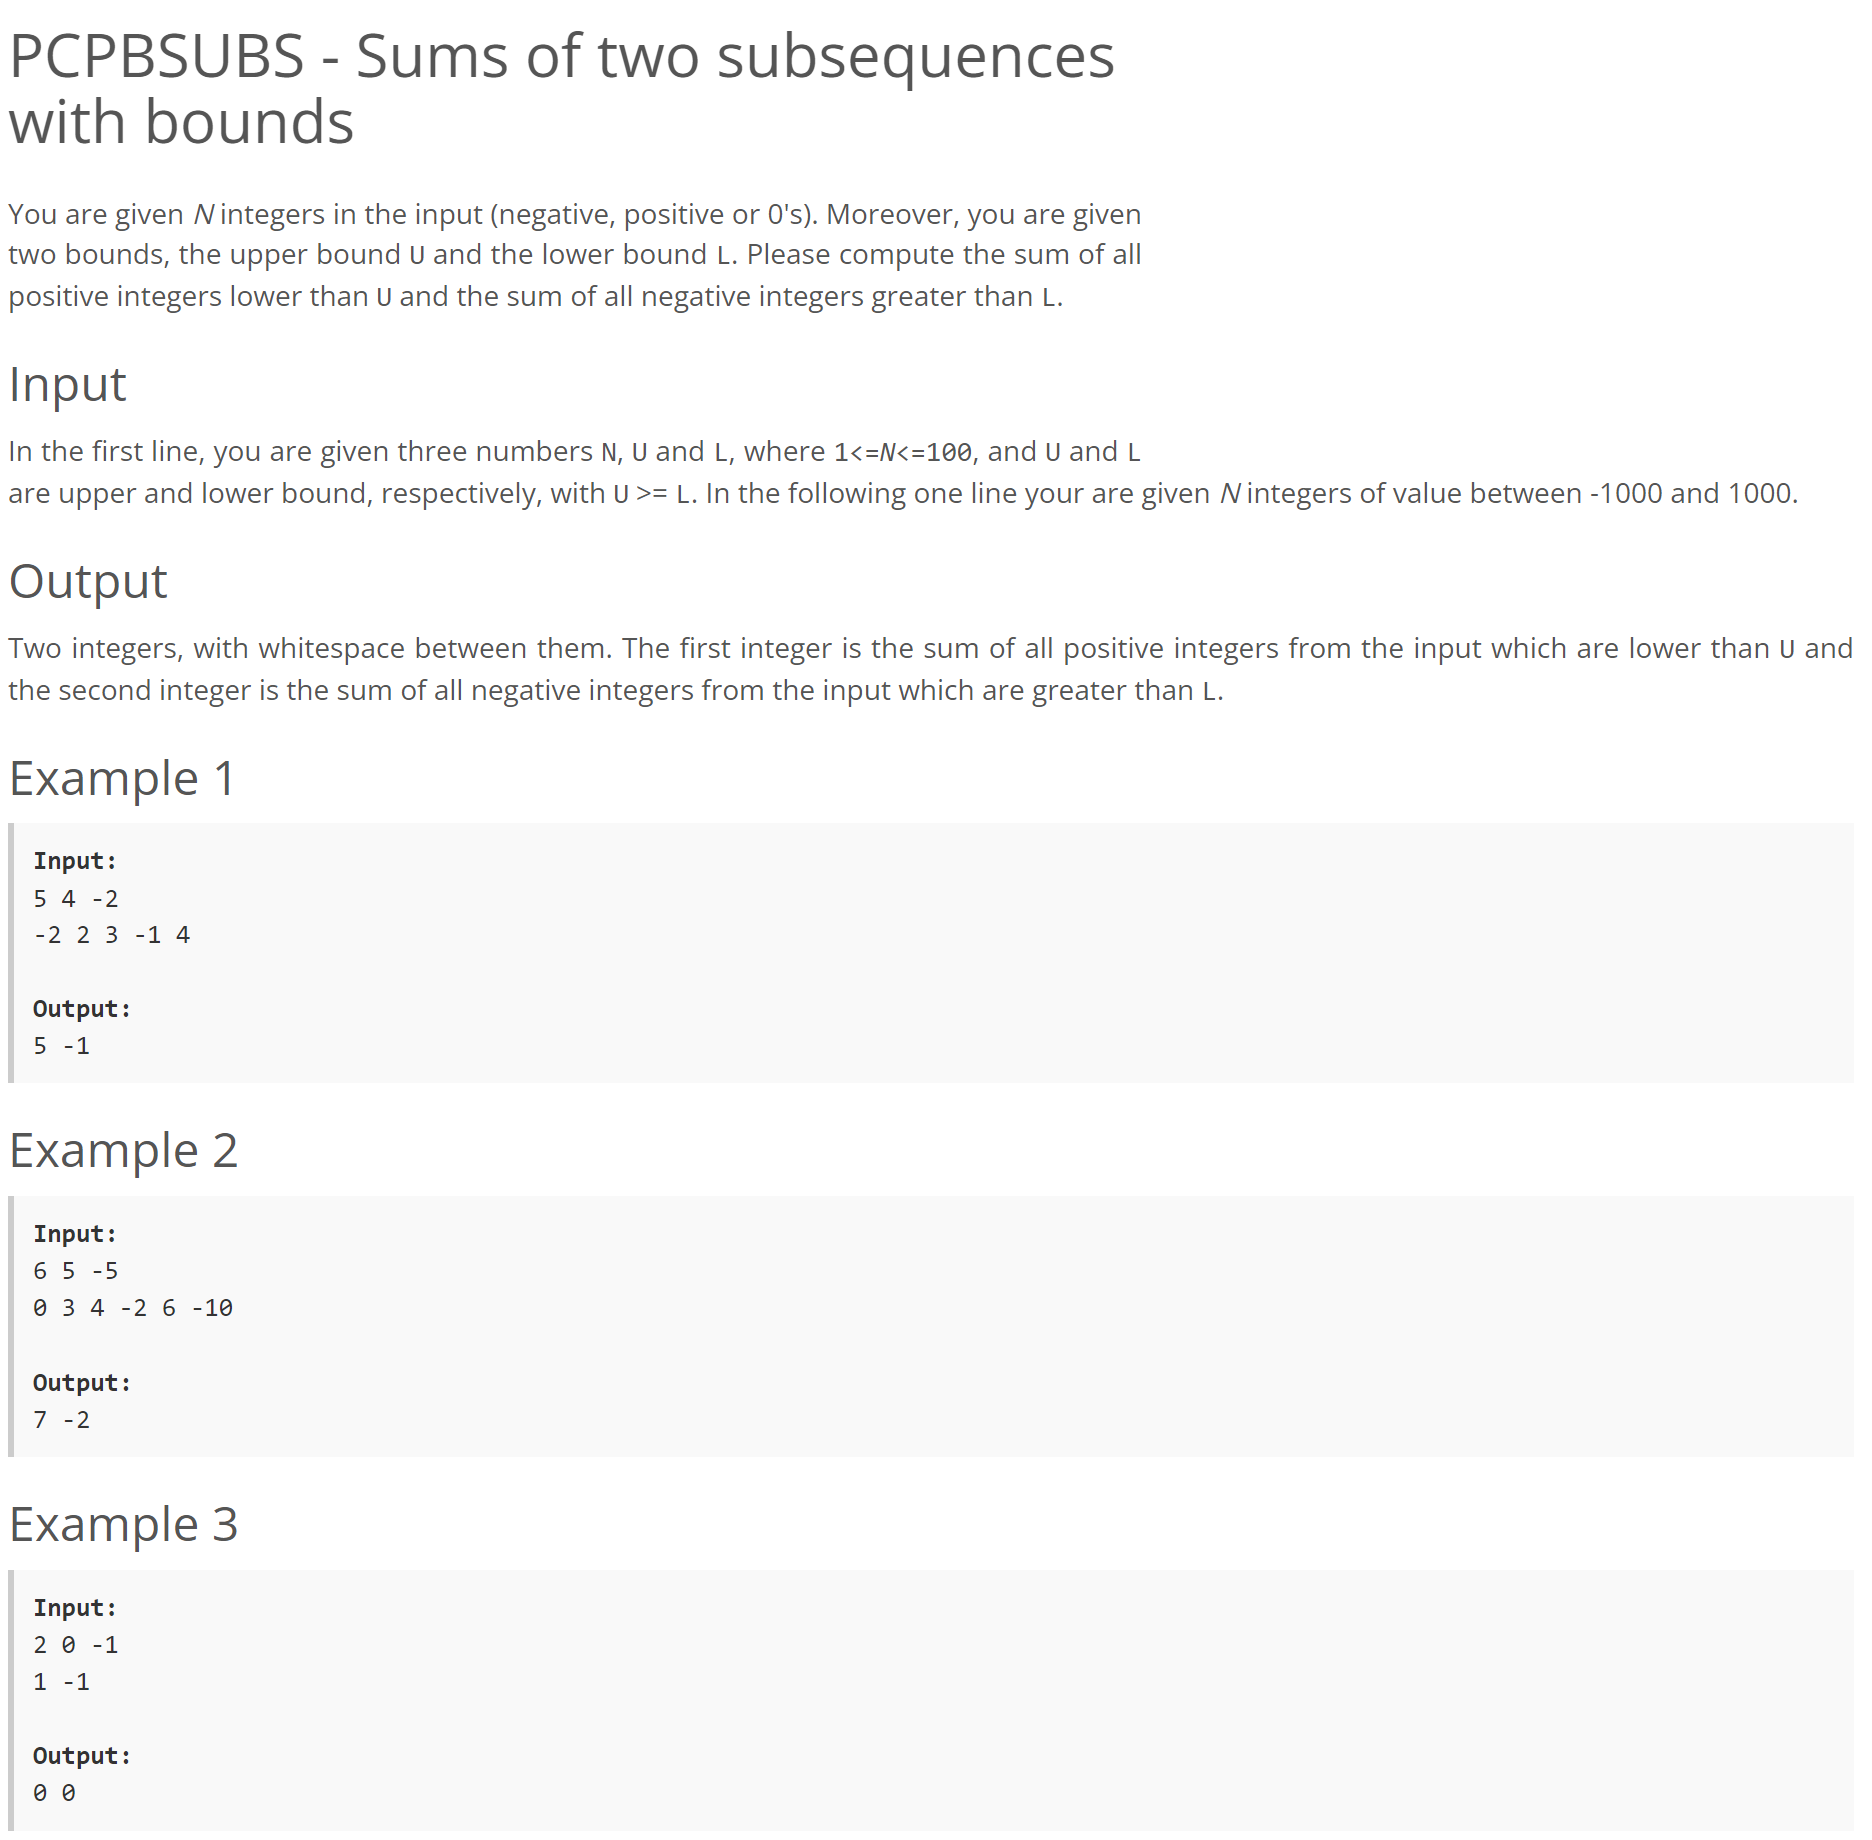 PCPBSUBS - Sums of two subsequences
with bounds
You are given N integers in the input (negative, positive or 0's). Moreover, you are given
two bounds, the upper bound U and the lower bound L. Please compute the sum of all
positive integers lower than U and the sum of all negative integers greater than L.
Input
In the first line, you are given three numbers N, U and L, where 1<=N<=100, and U and L
are upper and lower bound, respectively, with U >= L. In the following one line your are given N integers of value between -1000 and 1000.
Output
Two integers, with whitespace between them. The first integer is the sum of all positive integers from the input which are lower than U and
the second integer is the sum of all negative integers from the input which are greater than L.
Example 1
Input:
5 4 -2
-2 2 3 -1 4
Output:
5 -1
Example 2
Input:
6 5 -5
0 3 4 -2 6 -10
Output:
7 -2
Example 3
Input:
2 0 -1
1 -1
Output:
0 0